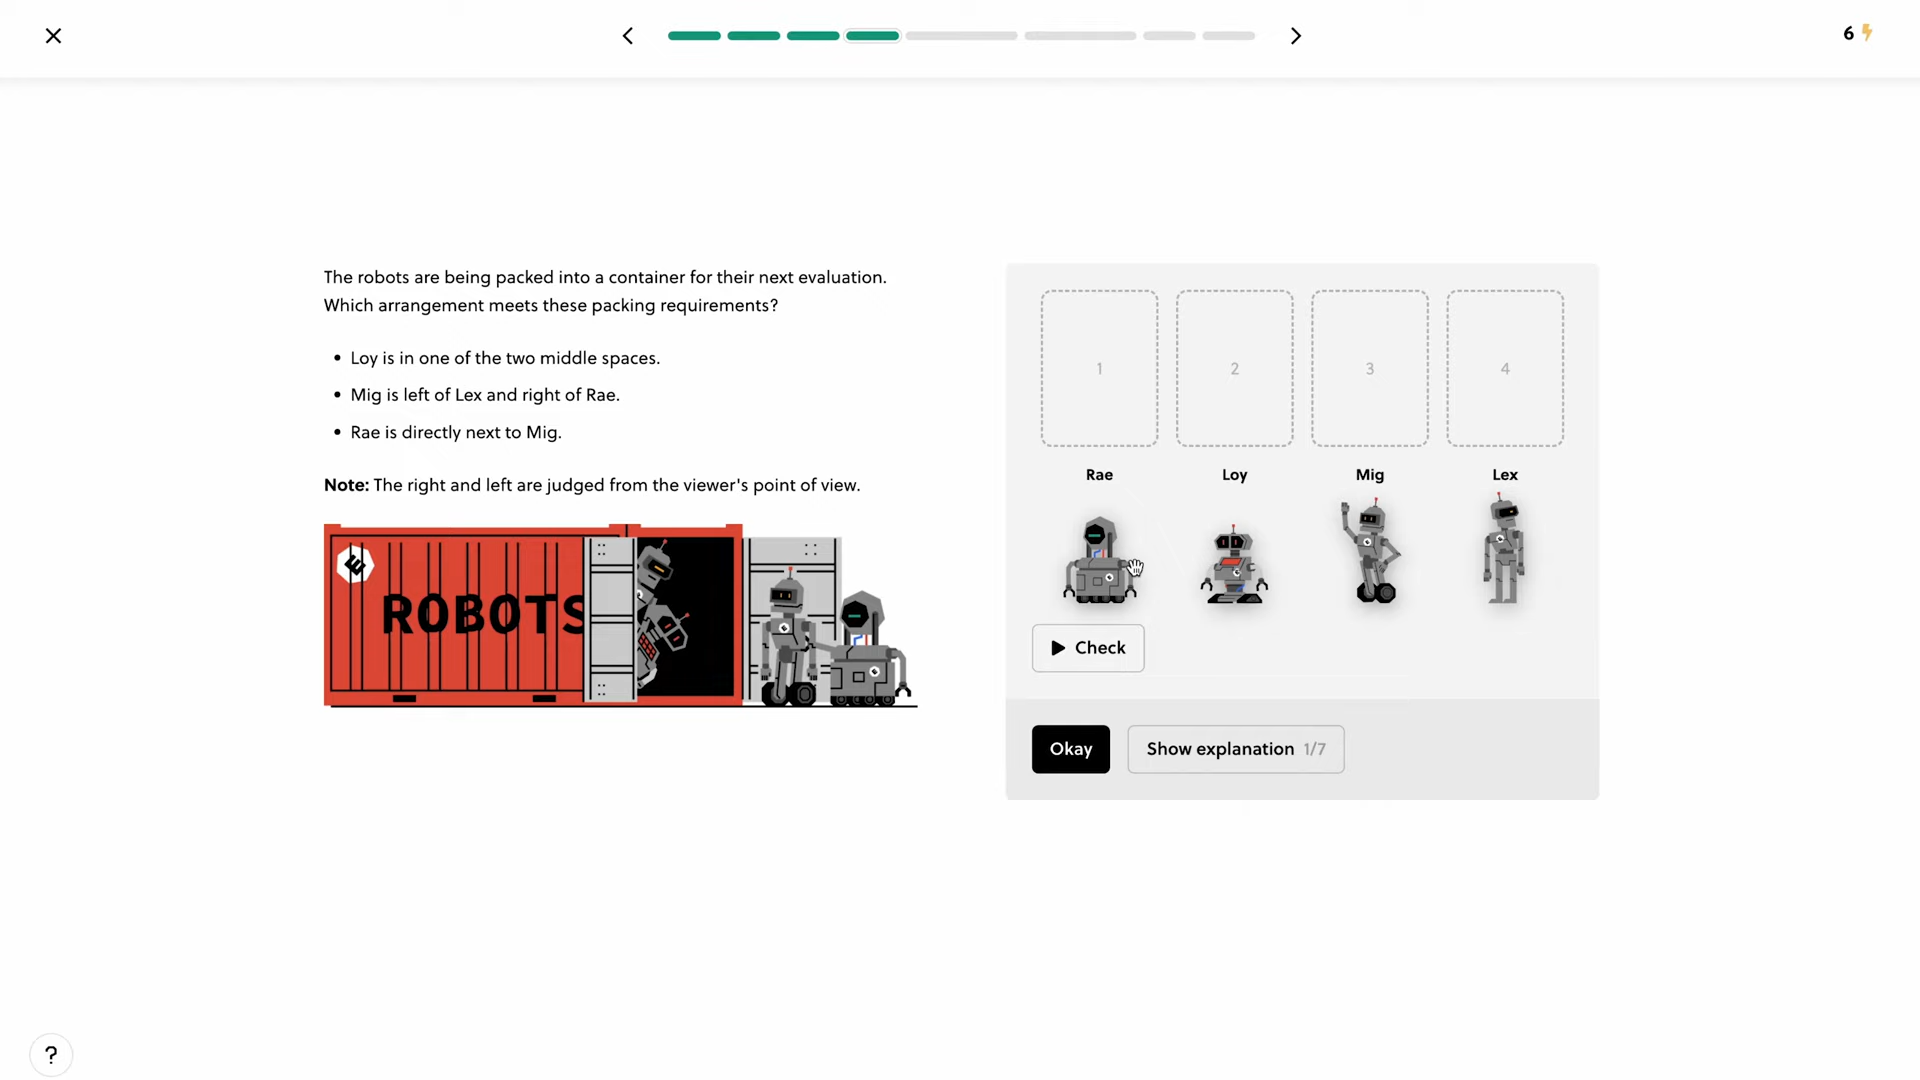 6
The robots are being packed into a container for their next evaluation.
Which arrangement meets these packing requirements?
• Loy is in one of the two middle spaces.
• Mig is left of Lex and right of Rae.
• Rae is directly next to Mig.
Note: The right and left are judged from the viewer's point of view.
E
ROBOTS
1 2 3 4
Rae Loy Mig Lex
Check
Okay Show explanation 1/7
?